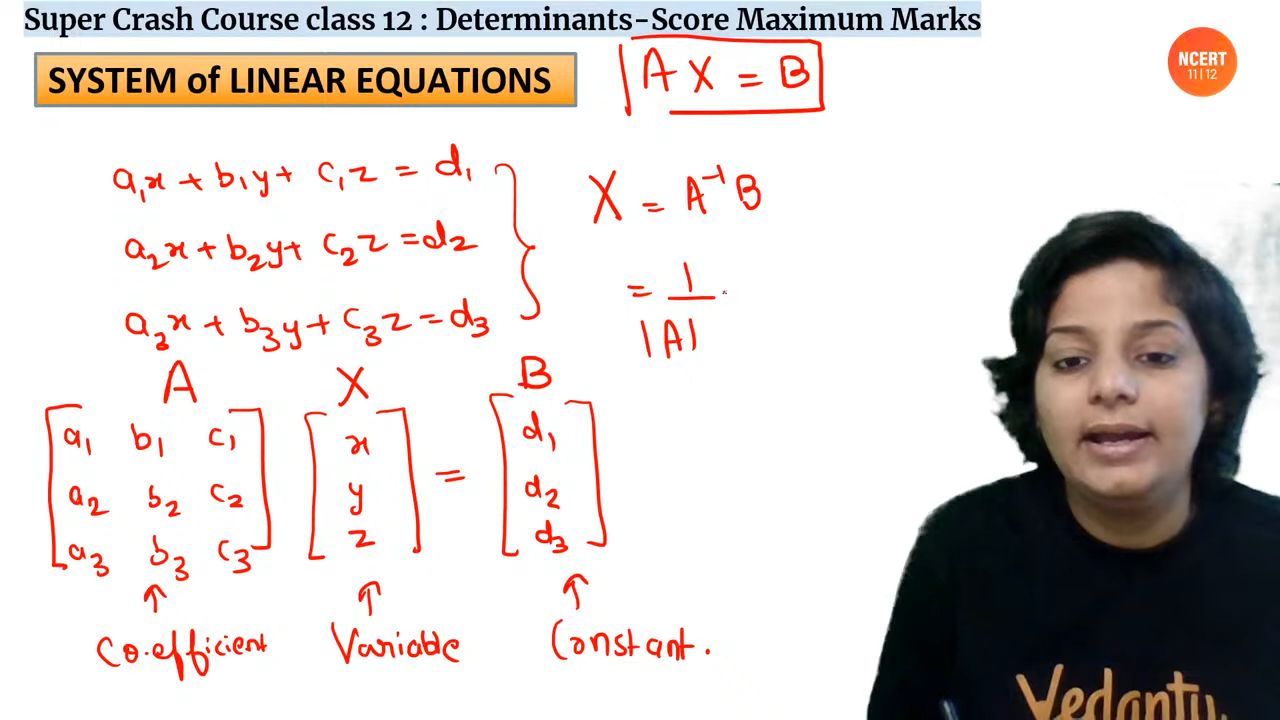 Super Crash Course class 12 : Determinants-Score Maximum Marks
SYSTEM of LINEAR EQUATIONS
AX = B
NCERT
11 | 12
a₁x + b₁y + c₁z = d₁
a₂x + b₂y + c₂z = d₂
a₃x + b₃y + c₃z = d₃
X = A⁻¹B
= 1
|A|
A X B
a₁ b₁ c₁ x d₁
a₂ b₂ c₂ y = d₂
a₃ b₃ c₃ z d₃
Co.efficient Variable Constant.
Vedantu